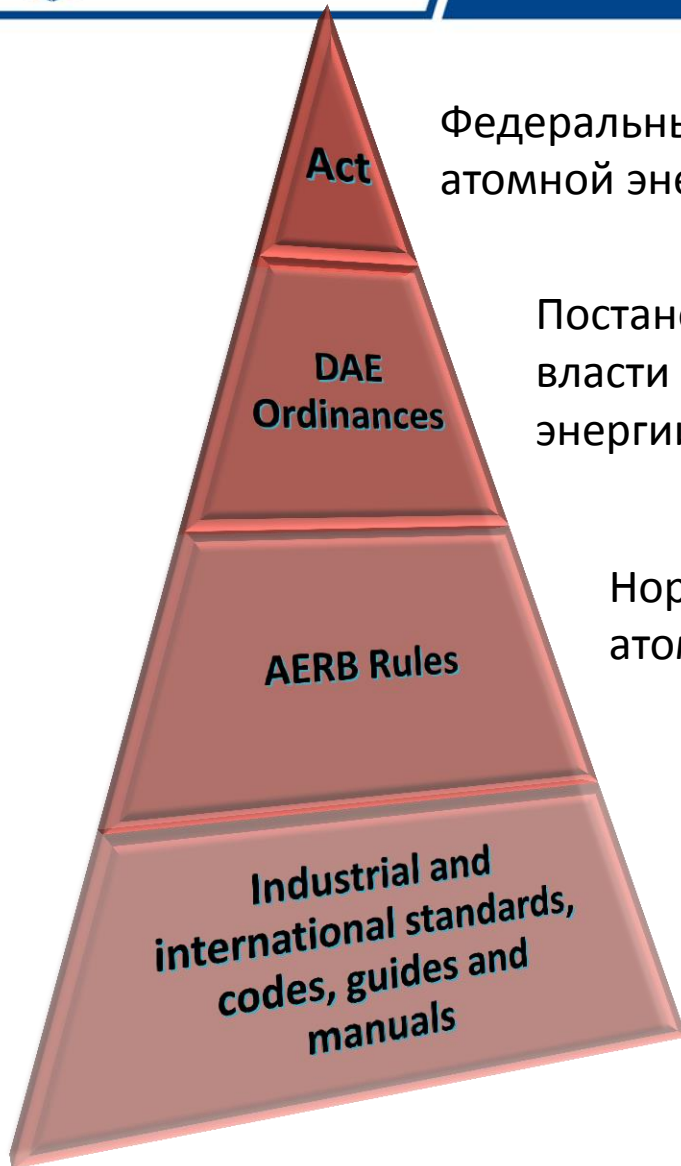 Act
Федеральны
атомной эне
DAE
Ordinances
Постано
власти
энергии
AERB Rules
Нор
атом
Industrial and
international standards,
codes, guides and
manuals